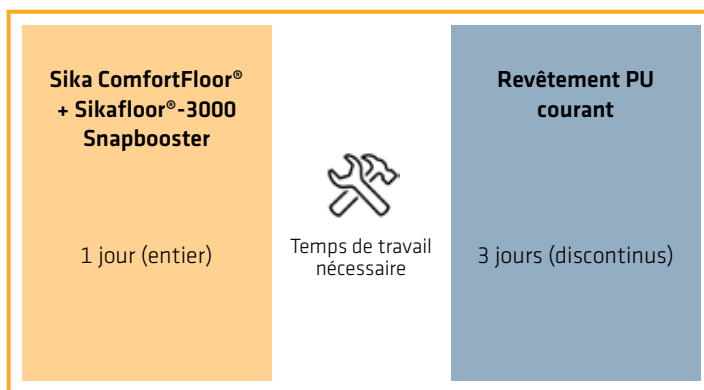 Sika ComfortFloor®
+ Sikafloor®-3000
Snapbooster
1 jour (entier)
Temps de travail
nécessaire
Revêtement PU
courant
3 jours (discontinus)